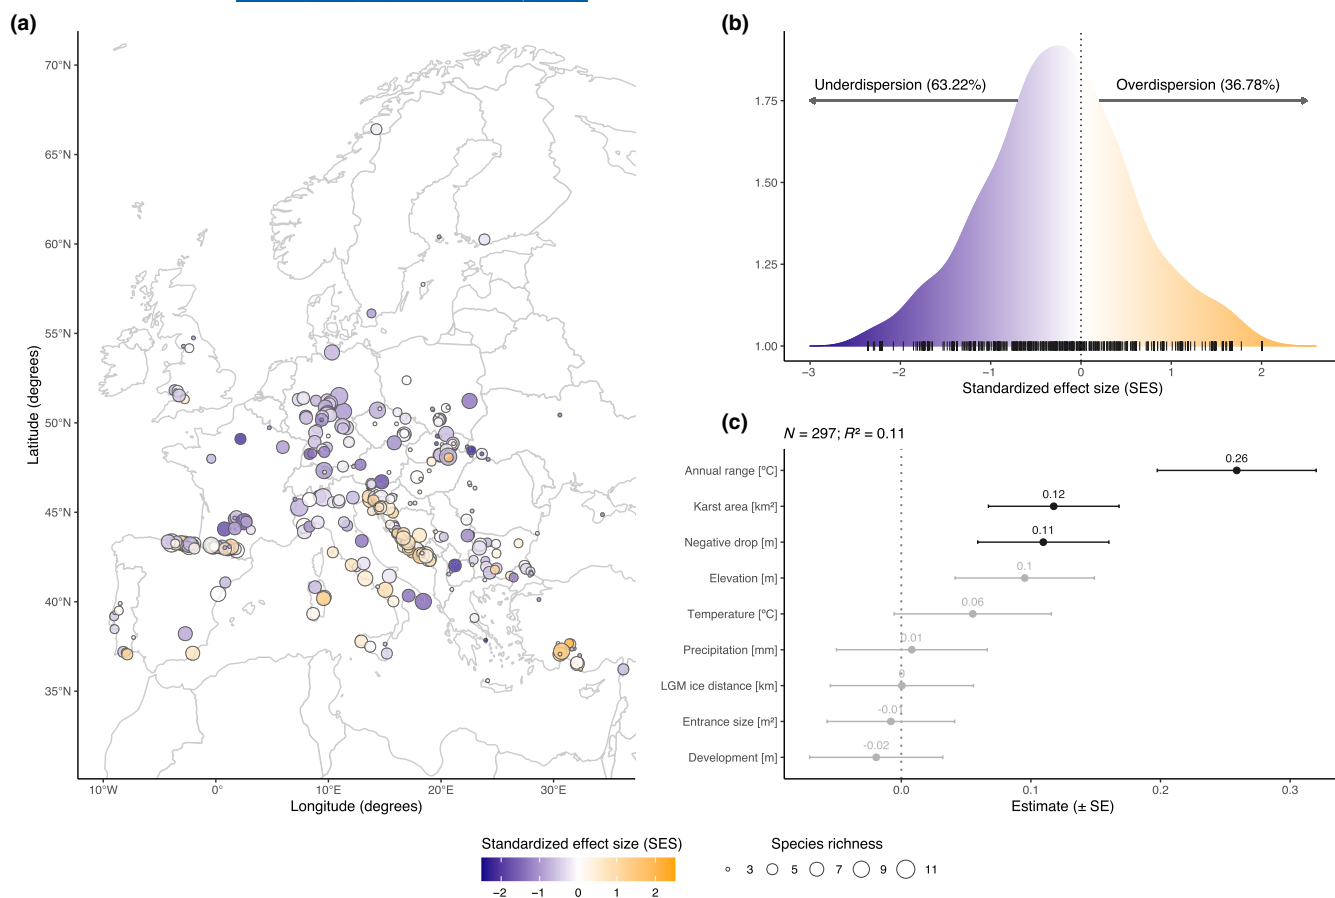 (a)
70°N
65°N
60°N
55°N
50°N
45°N
40°N
35°N
Latitude (degrees)
10°W
0°
10°E
20°E
30°E
Longitude (degrees)
(b)
Underdispersion (63.22%)
Overdispersion (36.78%)
1.75
1.50
1.25
1.00
−3
−2
−1
0
1
2
Standardized effect size (SES)
(c)
N = 297; R² = 0.11
Annual range [ºC]
0.26
Karst area [km²]
0.12
Negative drop [m]
0.11
Elevation [m]
0.1
Temperature [ºC]
0.06
Precipitation [mm]
0.01
LGM ice distance [km]
0
Entrance size [m²]
-0.01
Development [m]
-0.02
0.0
0.1
0.2
0.3
Estimate (± SE)
Standardized effect size (SES)
−2
−1
0
1
2
Species richness
3
5
7
9
11